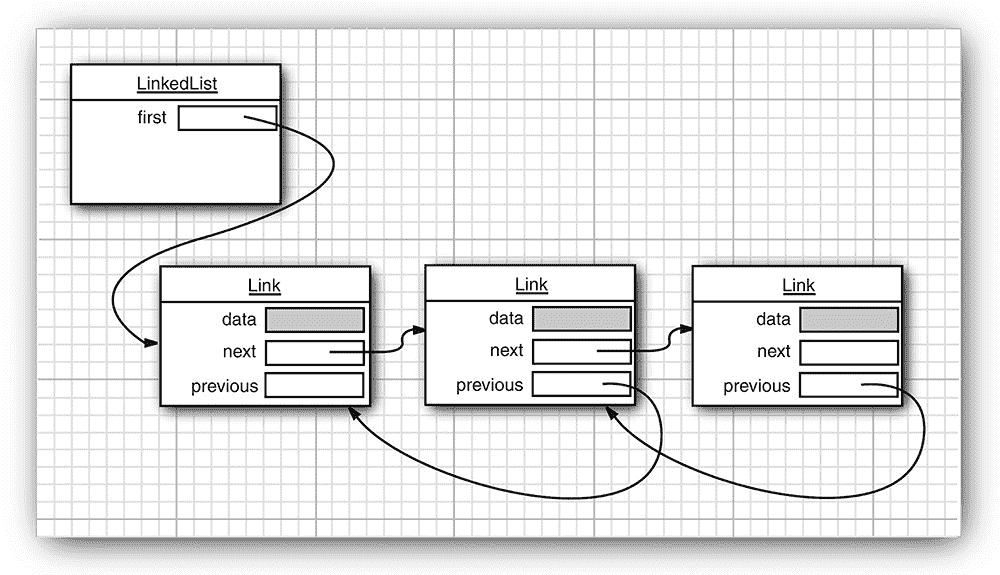 LinkedList
first
Link
data
next
previous
Link
data
next
previous
Link
data
next
previous